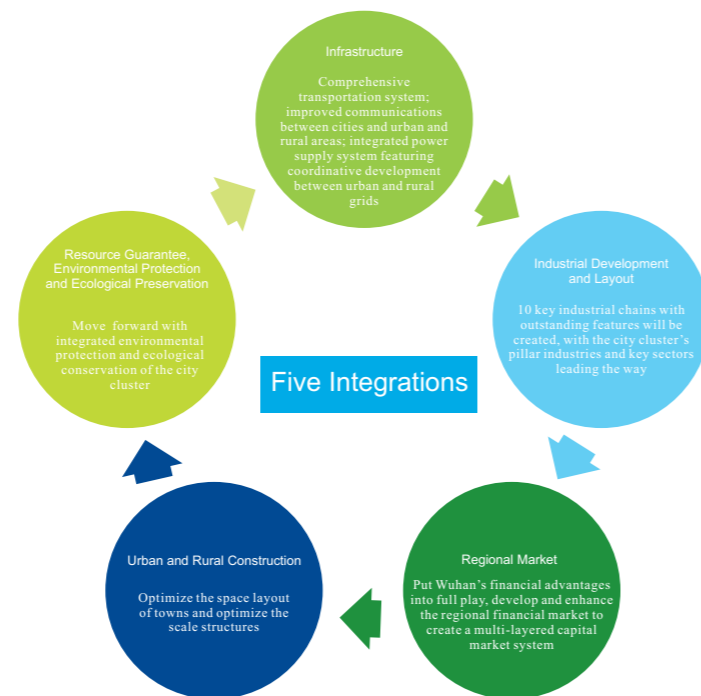 Infrastructure
Comprehensive
transportation system;
improved communications
between cities and urban and
rural areas; integrated power
supply system featuring
coordinative development
between urban and rural
grids
Industrial Development
and Layout
10 key industrial chains with
outstanding features will be
created, with the city cluster’s
pillar industries and key sectors
leading the way
Regional Market
Put Wuhan’s financial advantages
into full play, develop and enhance
the regional financial market to
create a multi-layered capital
market system
Urban and Rural Construction
Optimize the space layout
of towns and optimize the
scale structures
Resource Guarantee,
Environmental Protection
and Ecological Preservation
Move forward with
integrated environmental
protection and ecological
conservation of the city
cluster
Five Integrations